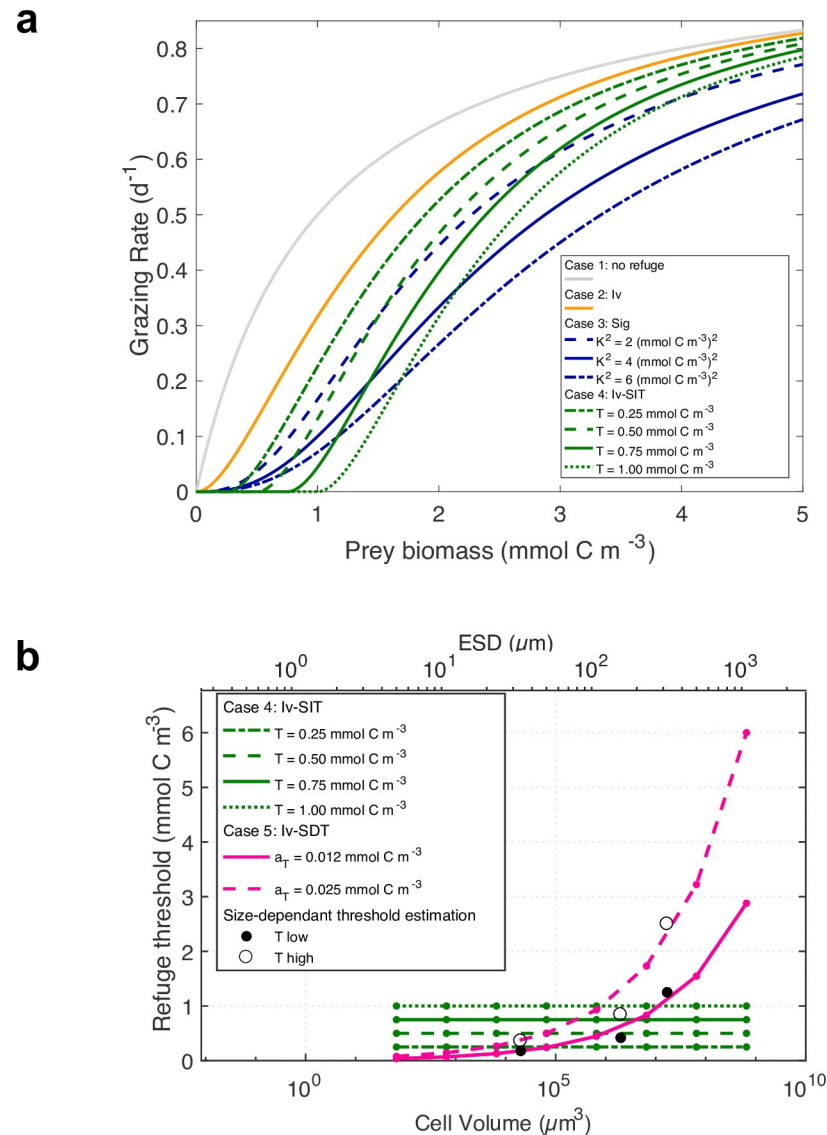 a
Grazing Rate (d⁻¹)
0.8
0.7
0.6
0.5
0.4
0.3
0.2
0.1
0
0 1 2 3 4 5
Prey biomass (mmol C m ⁻³)
Case 1: no refuge
Case 2: Iv
Case 3: Sig
K² = 2 (mmol C m⁻³)²
K² = 4 (mmol C m⁻³)²
K² = 6 (mmol C m⁻³)²
Case 4: Iv-SIT
T = 0.25 mmol C m⁻³
T = 0.50 mmol C m⁻³
T = 0.75 mmol C m⁻³
T = 1.00 mmol C m⁻³
b
ESD (µm)
10⁰ 10¹ 10² 10³
Refuge threshold (mmol C m⁻³)
6
5
4
3
2
1
0
Case 4: Iv-SIT
T = 0.25 mmol C m⁻³
T = 0.50 mmol C m⁻³
T = 0.75 mmol C m⁻³
T = 1.00 mmol C m⁻³
Case 5: Iv-SDT
a_T = 0.012 mmol C m⁻³
a_T = 0.025 mmol C m⁻³
Size-dependant threshold estimation
T low
T high
10⁰ 10⁵ 10¹⁰
Cell Volume (µm³)